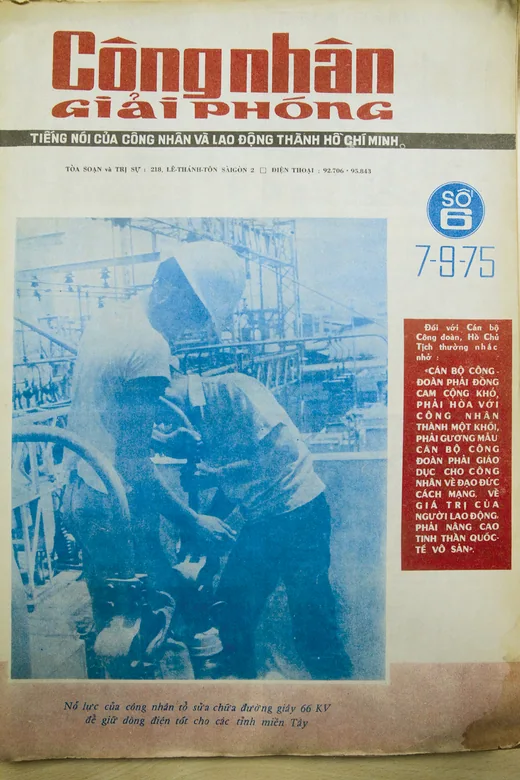 Công nhân
GIẢI PHÓNG
TIẾNG NÓI CỦA CÔNG NHÂN VÀ LAO ĐỘNG THÀNH HỒ CHÍ MINH
TÒA SOẠN và TRỊ SỰ : 218, LÊ-THÁNH-TÔN SÀIGÒN 2 □ ĐIỆN THOẠI : 92.706 - 95.843
SỐ
6
7-9-75
Đối với Cán bộ
Công đoàn, Hồ Chủ
Tịch thường nhắc
nhở :
«CÁN BỘ CÔNG-
ĐOÀN PHẢI ĐỒNG
CAM CỘNG KHỔ,
PHẢI HÒA VỚI
CÔNG NHÂN
THÀNH MỘT KHỐI,
PHẢI GƯƠNG MẪU
CÁN BỘ CÔNG
ĐOÀN PHẢI GIÁO
DỤC CHO CÔNG
NHÂN VỀ ĐẠO ĐỨC
CÁCH MẠNG, VỀ
GIÁ TRỊ CỦA
NGƯỜI LAO ĐỘNG,
PHẢI NÂNG CAO
TINH THẦN QUỐC-
TẾ VÔ SẢN».
Nổ lực của công nhân tổ sửa chữa đường giây 66 KV
để giữ dòng điện tốt cho các tỉnh miền Tây